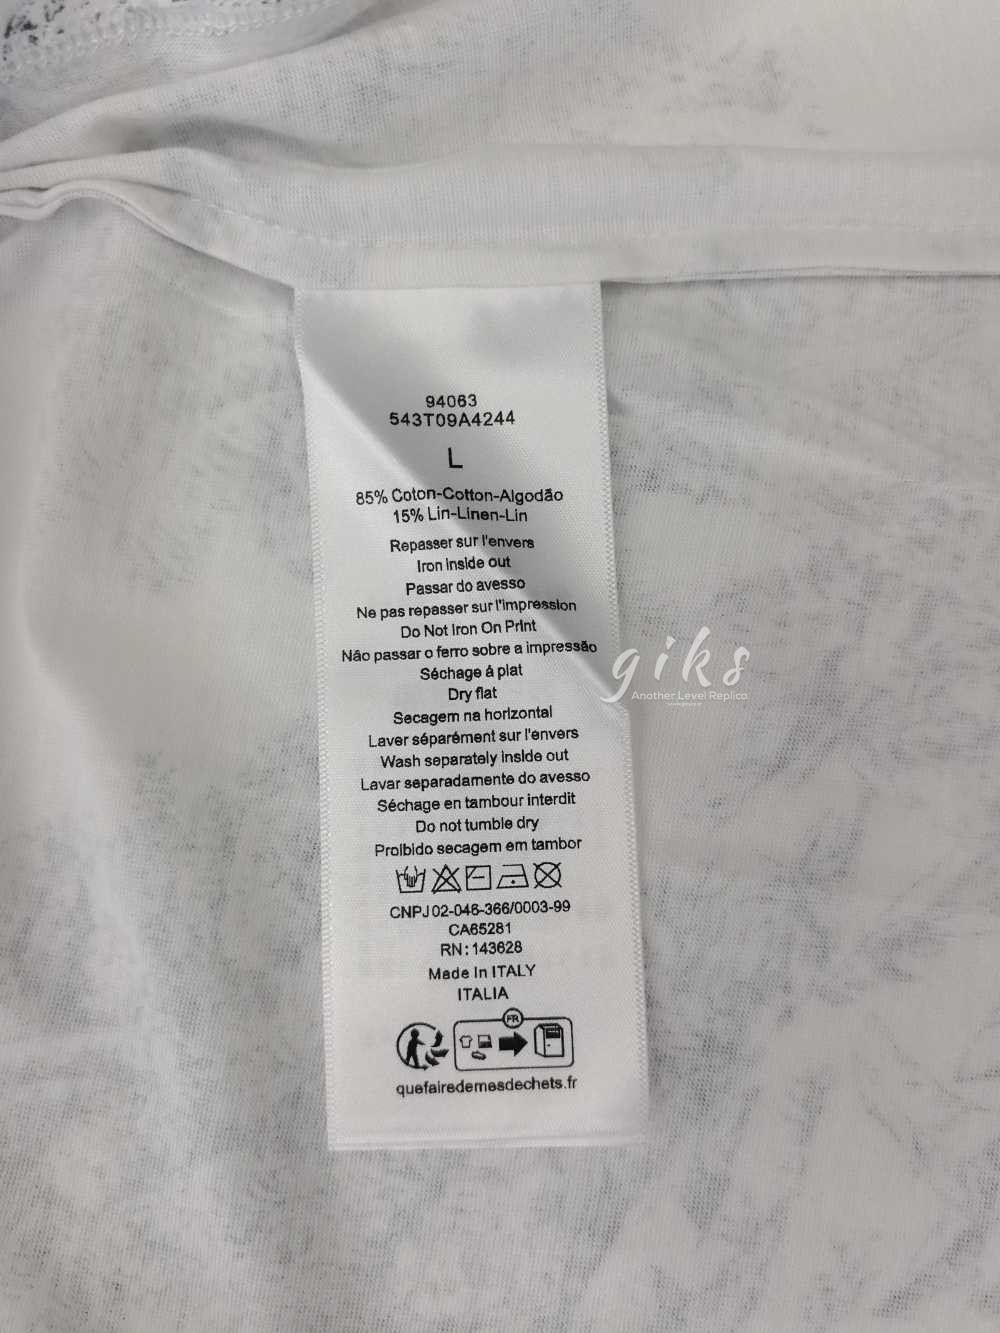 94063
543T09A4244
L
85% Coton-Cotton-Algodão
15% Lin-Linen-Lin
Repasser sur l'envers
Iron inside out
Passar do avesso
Ne pas repasser sur l'impression
Do Not Iron On Print
Não passar o ferro sobre a impressão
Séchage á plat
Dry flat
Secagem na horizontal
Laver séparément sur l'envers
Wash separately inside out
Lavar separadamente do avesso
Séchage en tambour interdit
Do not tumble dry
Proibido secagem em tambor
CNPJ 02-046-366/0003-99
CA65281
RN: 143628
Made In ITALY
ITALIA
FR
quefairedemesdechets.fr
giks
Another Level Replica